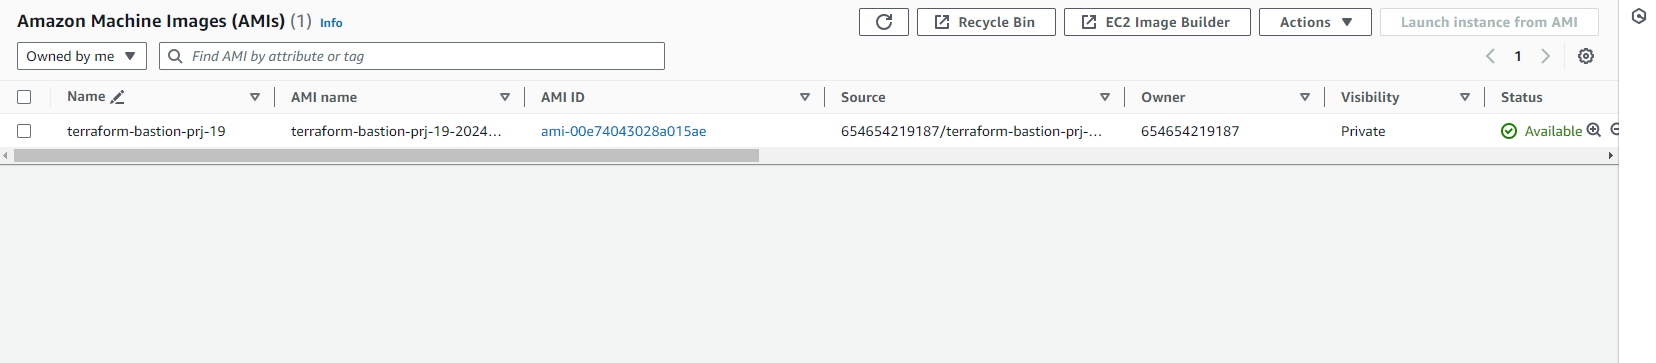 Amazon Machine Images (AMIs) (1) Info
Recycle Bin
EC2 Image Builder
Actions
Launch instance from AMI
Owned by me
Find AMI by attribute or tag
1
Name AMI name AMI ID Source Owner Visibility Status
terraform-bastion-prj-19 terraform-bastion-prj-19-2024... ami-00e74043028a015ae 654654219187/terraform-bastion-prj-... 654654219187 Private Available